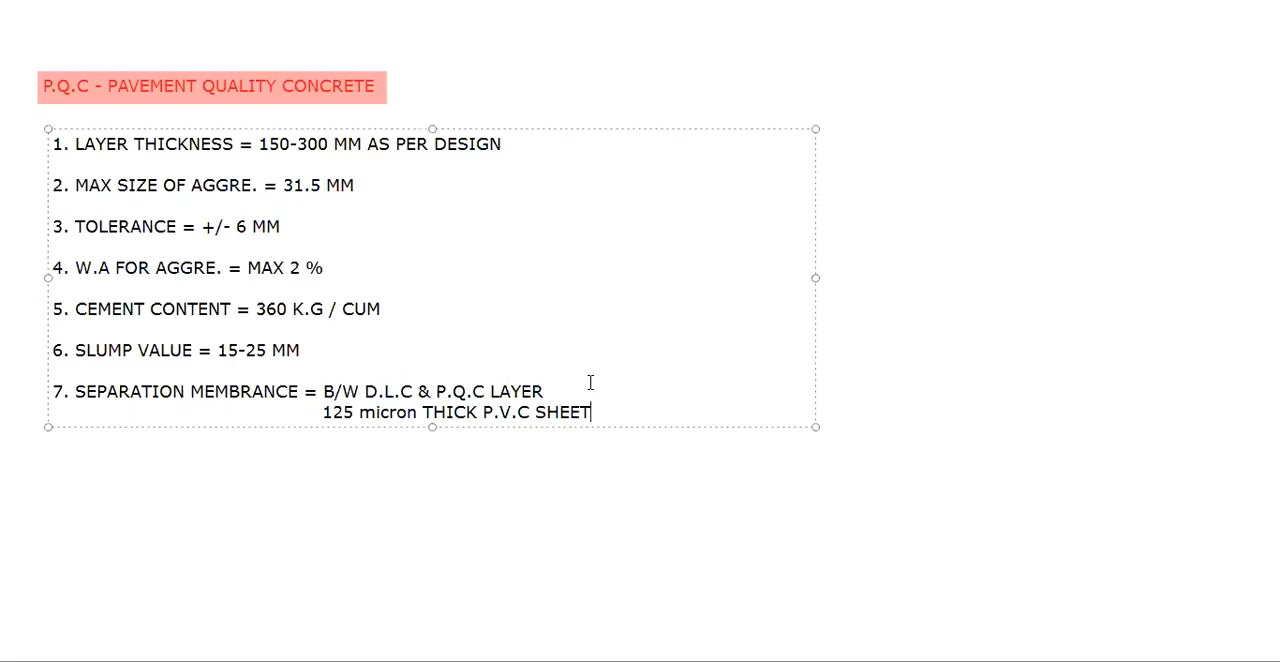 P.Q.C - PAVEMENT QUALITY CONCRETE
1. LAYER THICKNESS = 150-300 MM AS PER DESIGN
2. MAX SIZE OF AGGRE. = 31.5 MM
3. TOLERANCE = +/- 6 MM
4. W.A FOR AGGRE. = MAX 2 %
5. CEMENT CONTENT = 360 K.G / CUM
6. SLUMP VALUE = 15-25 MM
7. SEPARATION MEMBRANCE = B/W D.L.C & P.Q.C LAYER
125 micron THICK P.V.C SHEET